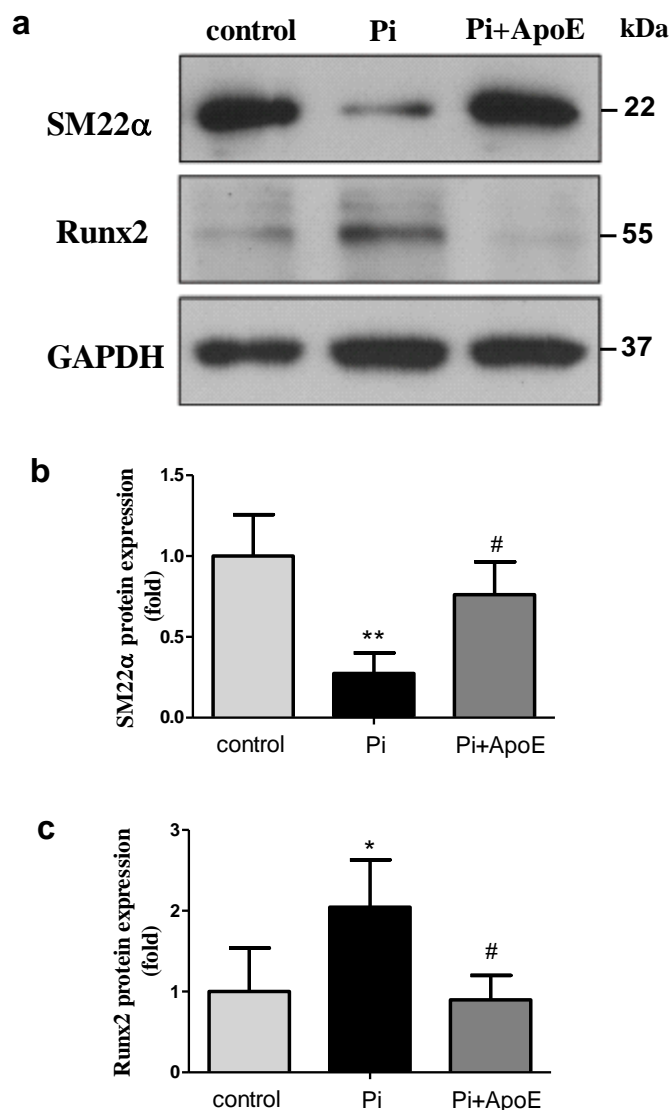 a
control Pi Pi+ApoE kDa
SM22α 22
Runx2 55
GAPDH 37
b
SM22α protein expression
(fold)
1.5
1.0
0.5
0.0
#
**
control Pi Pi+ApoE
c
Runx2 protein expression
(fold)
3
2
1
0
*
#
control Pi Pi+ApoE